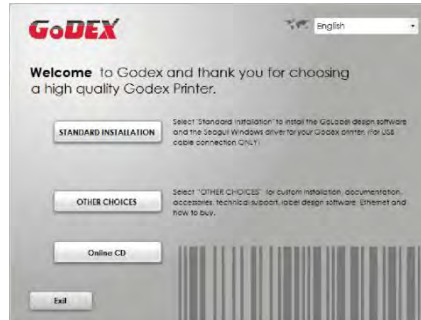 GoDEX
English
Welcome to Godex and thank you for choosing
a high quality Godex Printer.
STANDARD INSTALLATION
Select "Standard Installation" to install the GoLabel design software
and the Seagull Windows driver for your Godex printer. (For USB
cable connection ONLY)
OTHER CHOICES
Select "OTHER CHOICES" for custom installation, documentation,
accessories, technical support, label design software, Ethernet and
how to buy.
Online CD
Exit